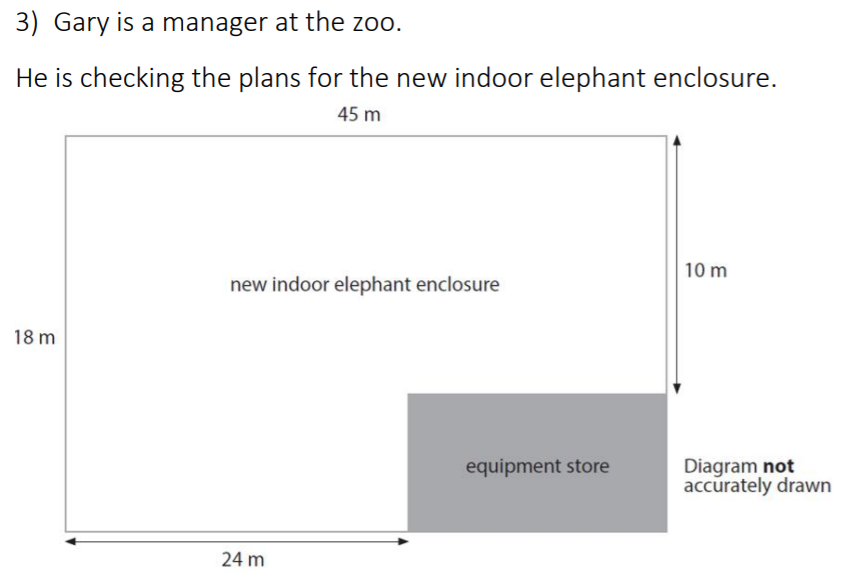 3) Gary is a manager at the zoo.
He is checking the plans for the new indoor elephant enclosure.
45 m
10 m
new indoor elephant enclosure
18 m
equipment store
Diagram not
accurately drawn
24 m